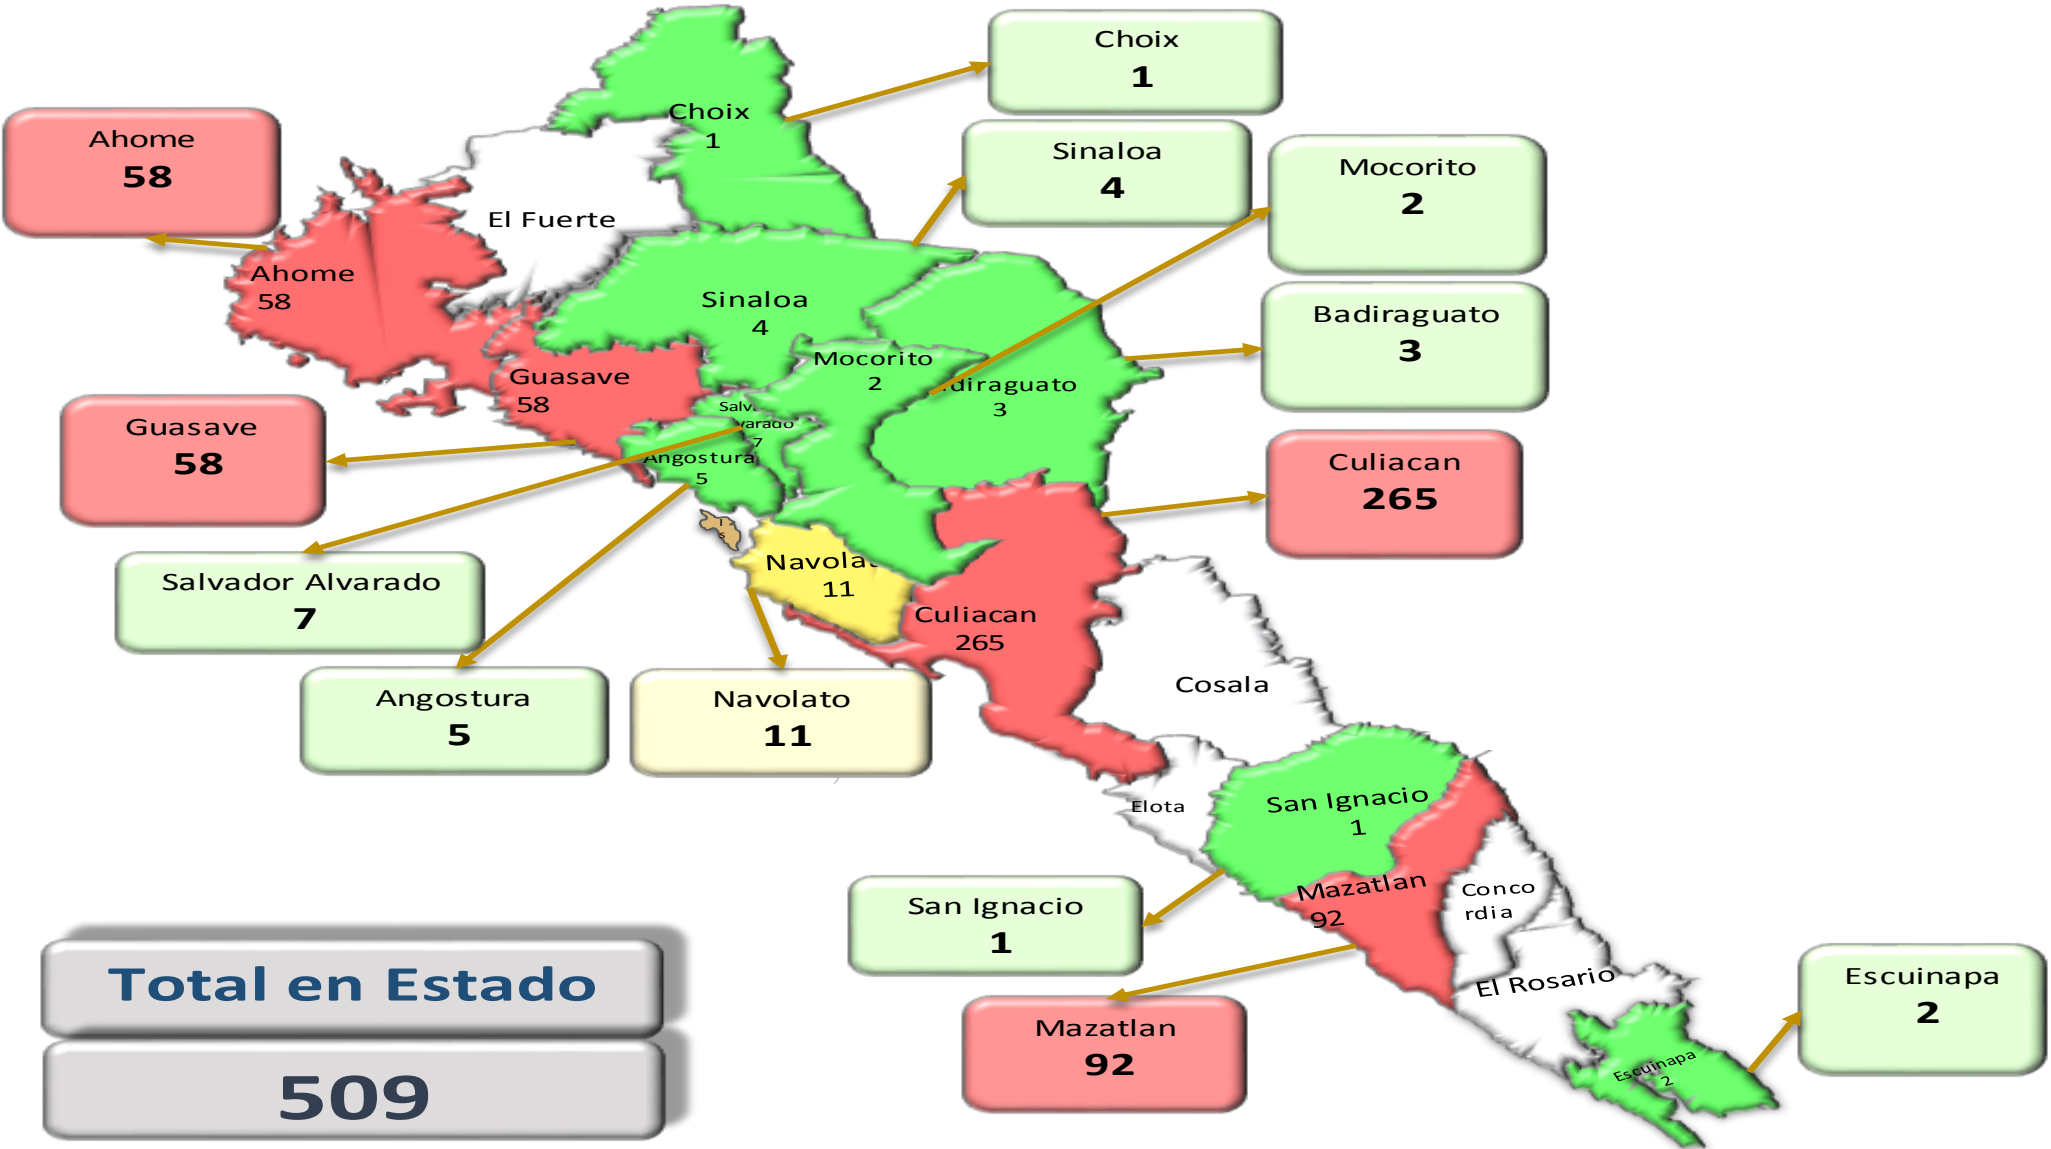 Choix
1
Sinaloa
4
Mocorito
2
Ahome
58
Badiraguato
3
Guasave
58
Culiacan
265
Salvador Alvarado
7
Angostura
5
Navolato
11
San Ignacio
1
Mazatlan
92
Escuinapa
2
Choix
1
El Fuerte
Ahome
58
Sinaloa
4
Mocorito
2
diraguato
3
Guasave
58
Salv
varado
7
Angostura
5
I
s
Navolat
11
Culiacan
265
Cosala
Elota
San Ignacio
1
Mazatlan
92
Conco
rdia
El Rosario
Escuinapa
2
Total en Estado
509